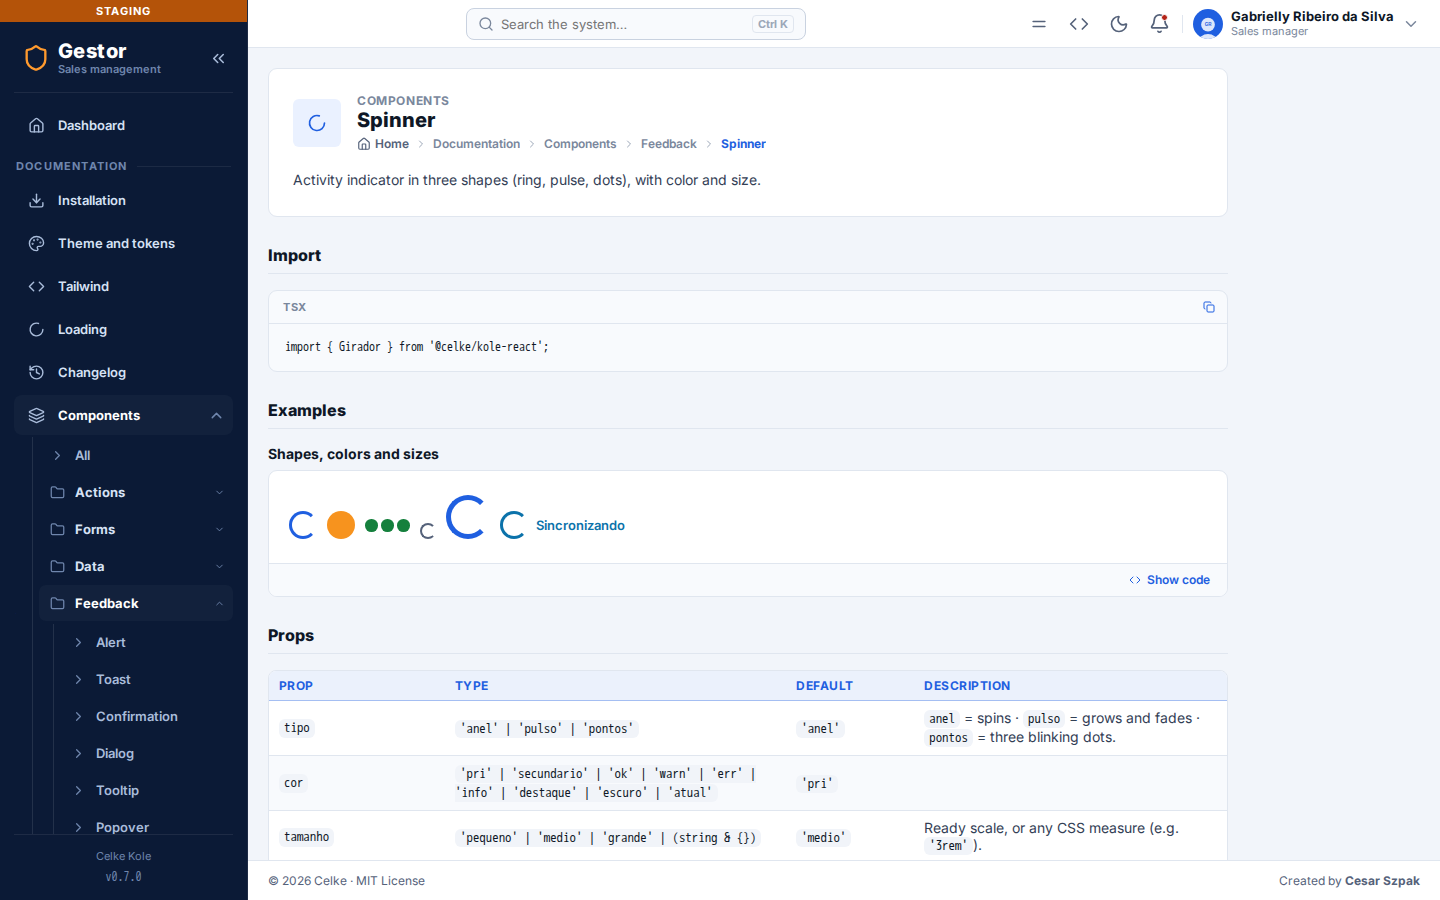 STAGING
Gestor
Sales management
Search the system...
Ctrl K
Gabrielly Ribeiro da Silva
Sales manager
Dashboard
DOCUMENTATION
Installation
Theme and tokens
Tailwind
Loading
Changelog
Components
All
Actions
Forms
Data
Feedback
Alert
Toast
Confirmation
Dialog
Tooltip
Popover
Celke Kole
v0.7.0
COMPONENTS
Spinner
Home > Documentation > Components > Feedback > Spinner
Activity indicator in three shapes (ring, pulse, dots), with color and size.
Import
TSX
import { Girador } from '@celke/kole-react';
Examples
Shapes, colors and sizes
Sincronizando
Show code
Props
PROP TYPE DEFAULT DESCRIPTION
tipo 'anel' | 'pulso' | 'pontos' 'anel' anel = spins · pulso = grows and fades ·
pontos = three blinking dots.
cor 'pri' | 'secundario' | 'ok' | 'warn' | 'err' |
'info' | 'destaque' | 'escuro' | 'atual' 'pri'
tamanho 'pequeno' | 'medio' | 'grande' | (string & {}) 'medio' Ready scale, or any CSS measure (e.g.
'3rem' ).
© 2026 Celke · MIT License
Created by Cesar Szpak